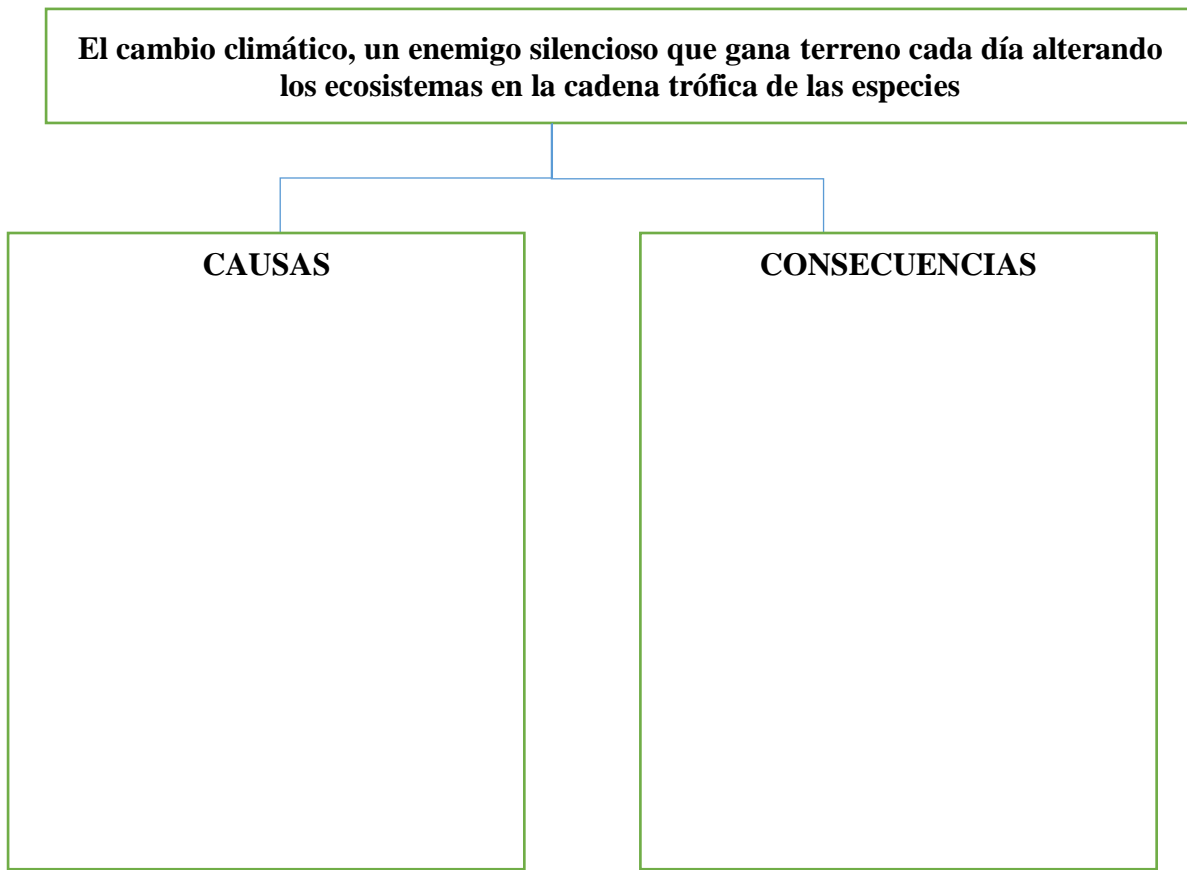 El cambio climático, un enemigo silencioso que gana terreno cada día alterando
los ecosistemas en la cadena trófica de las especies
CAUSAS
CONSECUENCIAS